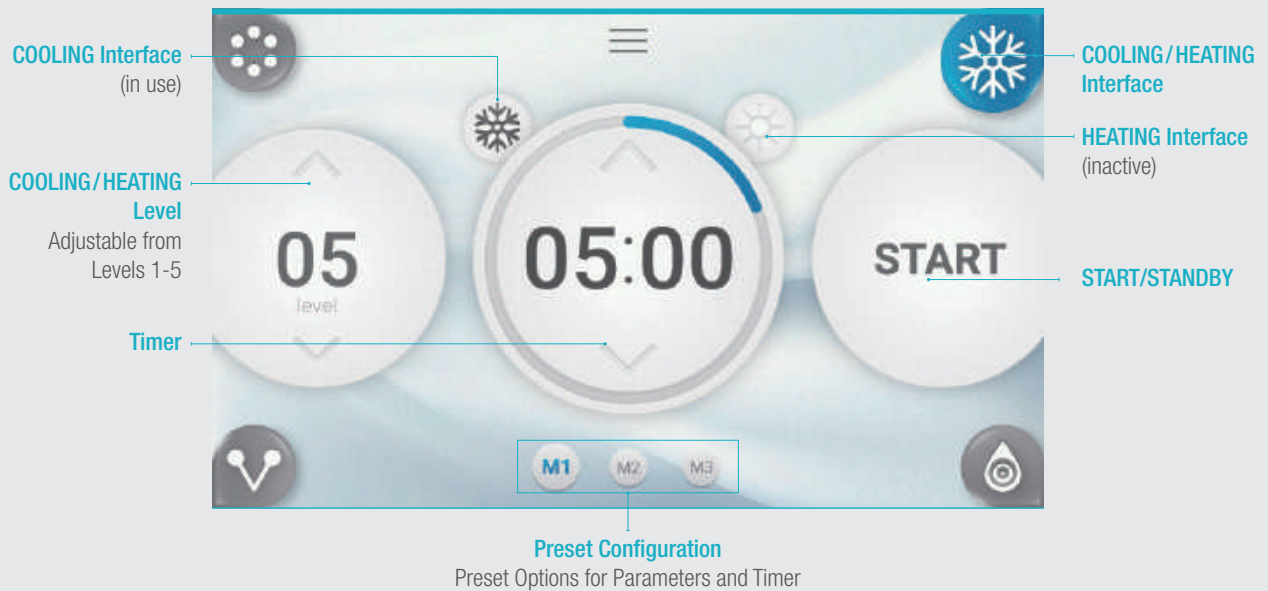 COOLING Interface
(in use)
COOLING/HEATING
Level
Adjustable from
Levels 1-5
Timer
05
level
05:00
START
M1 M2 M3
COOLING/HEATING
Interface
HEATING Interface
(inactive)
START/STANDBY
Preset Configuration
Preset Options for Parameters and Timer